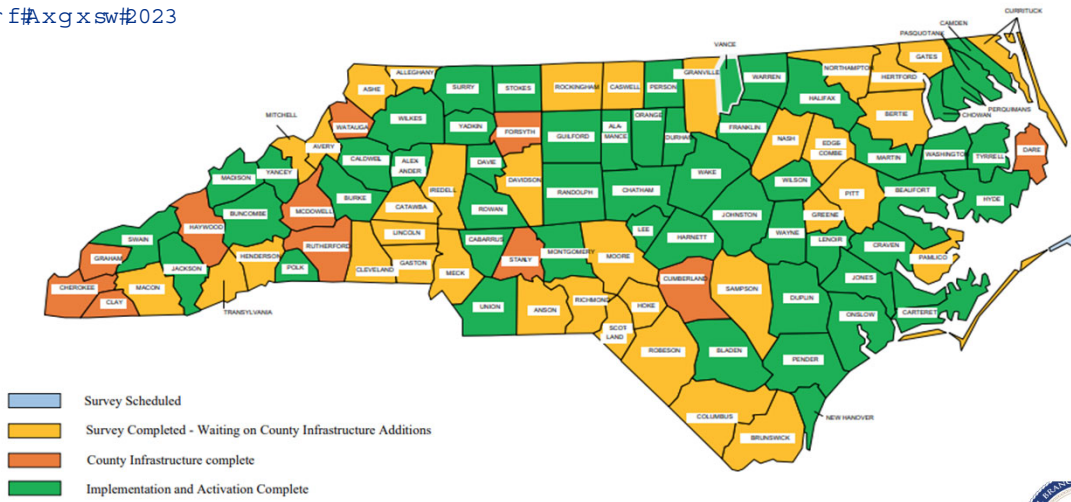 r f#Axgxsw#2023
CURRITUCK
CAMDEN
PASQUOTANK
VANCE
GATES
ALLEGHANY
NORTHAMPTON
GRANVILLE
HERTFORD
WARREN
ASHE
SURRY
STOKES
ROCKINGHAM
CASWELL
PERSON
HALIFAX
PERQUIMANS
MITCHELL
BERTIE
CHOWAN
WILKES
ORANGE
WATAUGA
YADKIN
FORSYTH
GUILFORD
ALA-
MANCE
DURHAM
FRANKLIN
NASH
EDGE
COMBE
AVERY
DARE
CALDWELL
ALEX-
ANDER
DAVIE
MARTIN
WASHINGTON
TYRRELL
YANCEY
MADISON
IREDELL
DAVIDSON
RANDOLPH
CHATHAM
WAKE
WILSON
PITT
BEAUFORT
BURKE
HYDE
CATAWBA
ROWAN
MCDOWELL
BUNCOMBE
GREENE
JOHNSTON
HAYWOOD
LEE
HARNETT
WAYNE
LINCOLN
CABARRUS
SWAIN
RUTHERFORD
LENOIR
CRAVEN
MONTGOMERY
MOORE
STANLY
PAMLICO
GRAHAM
HENDERSON
POLK
CLEVELAND
GASTON
MECK
JACKSON
CUMBERLAND
JONES
CHEROKEE
MACON
SAMPSON
CLAY
DUPLIN
RICHMOND
HOKE
UNION
ANSON
TRANSYLVANIA
ONSLOW
CARTERET
SCOT
LAND
ROBESON
BLADEN
PENDER
COLUMBUS
NEW HANOVER
BRUNSWICK
Survey Scheduled
Survey Completed - Waiting on County Infrastructure Additions
County Infrastructure complete
Implementation and Activation Complete